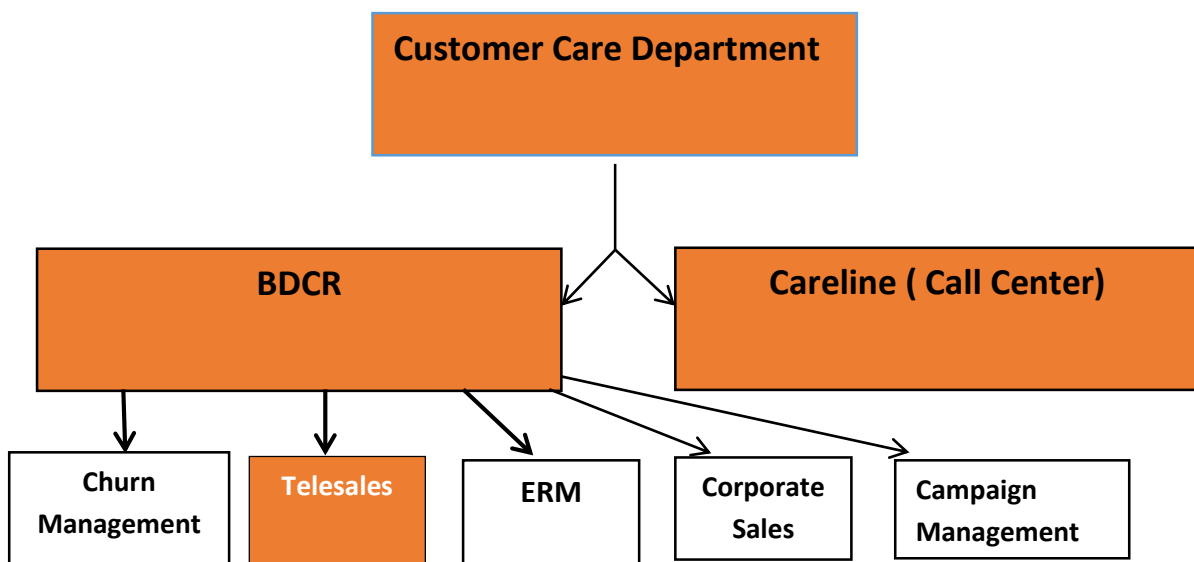 Customer Care Department
BDCR
Careline ( Call Center)
Churn
Management
Telesales
ERM
Corporate
Sales
Campaign
Management